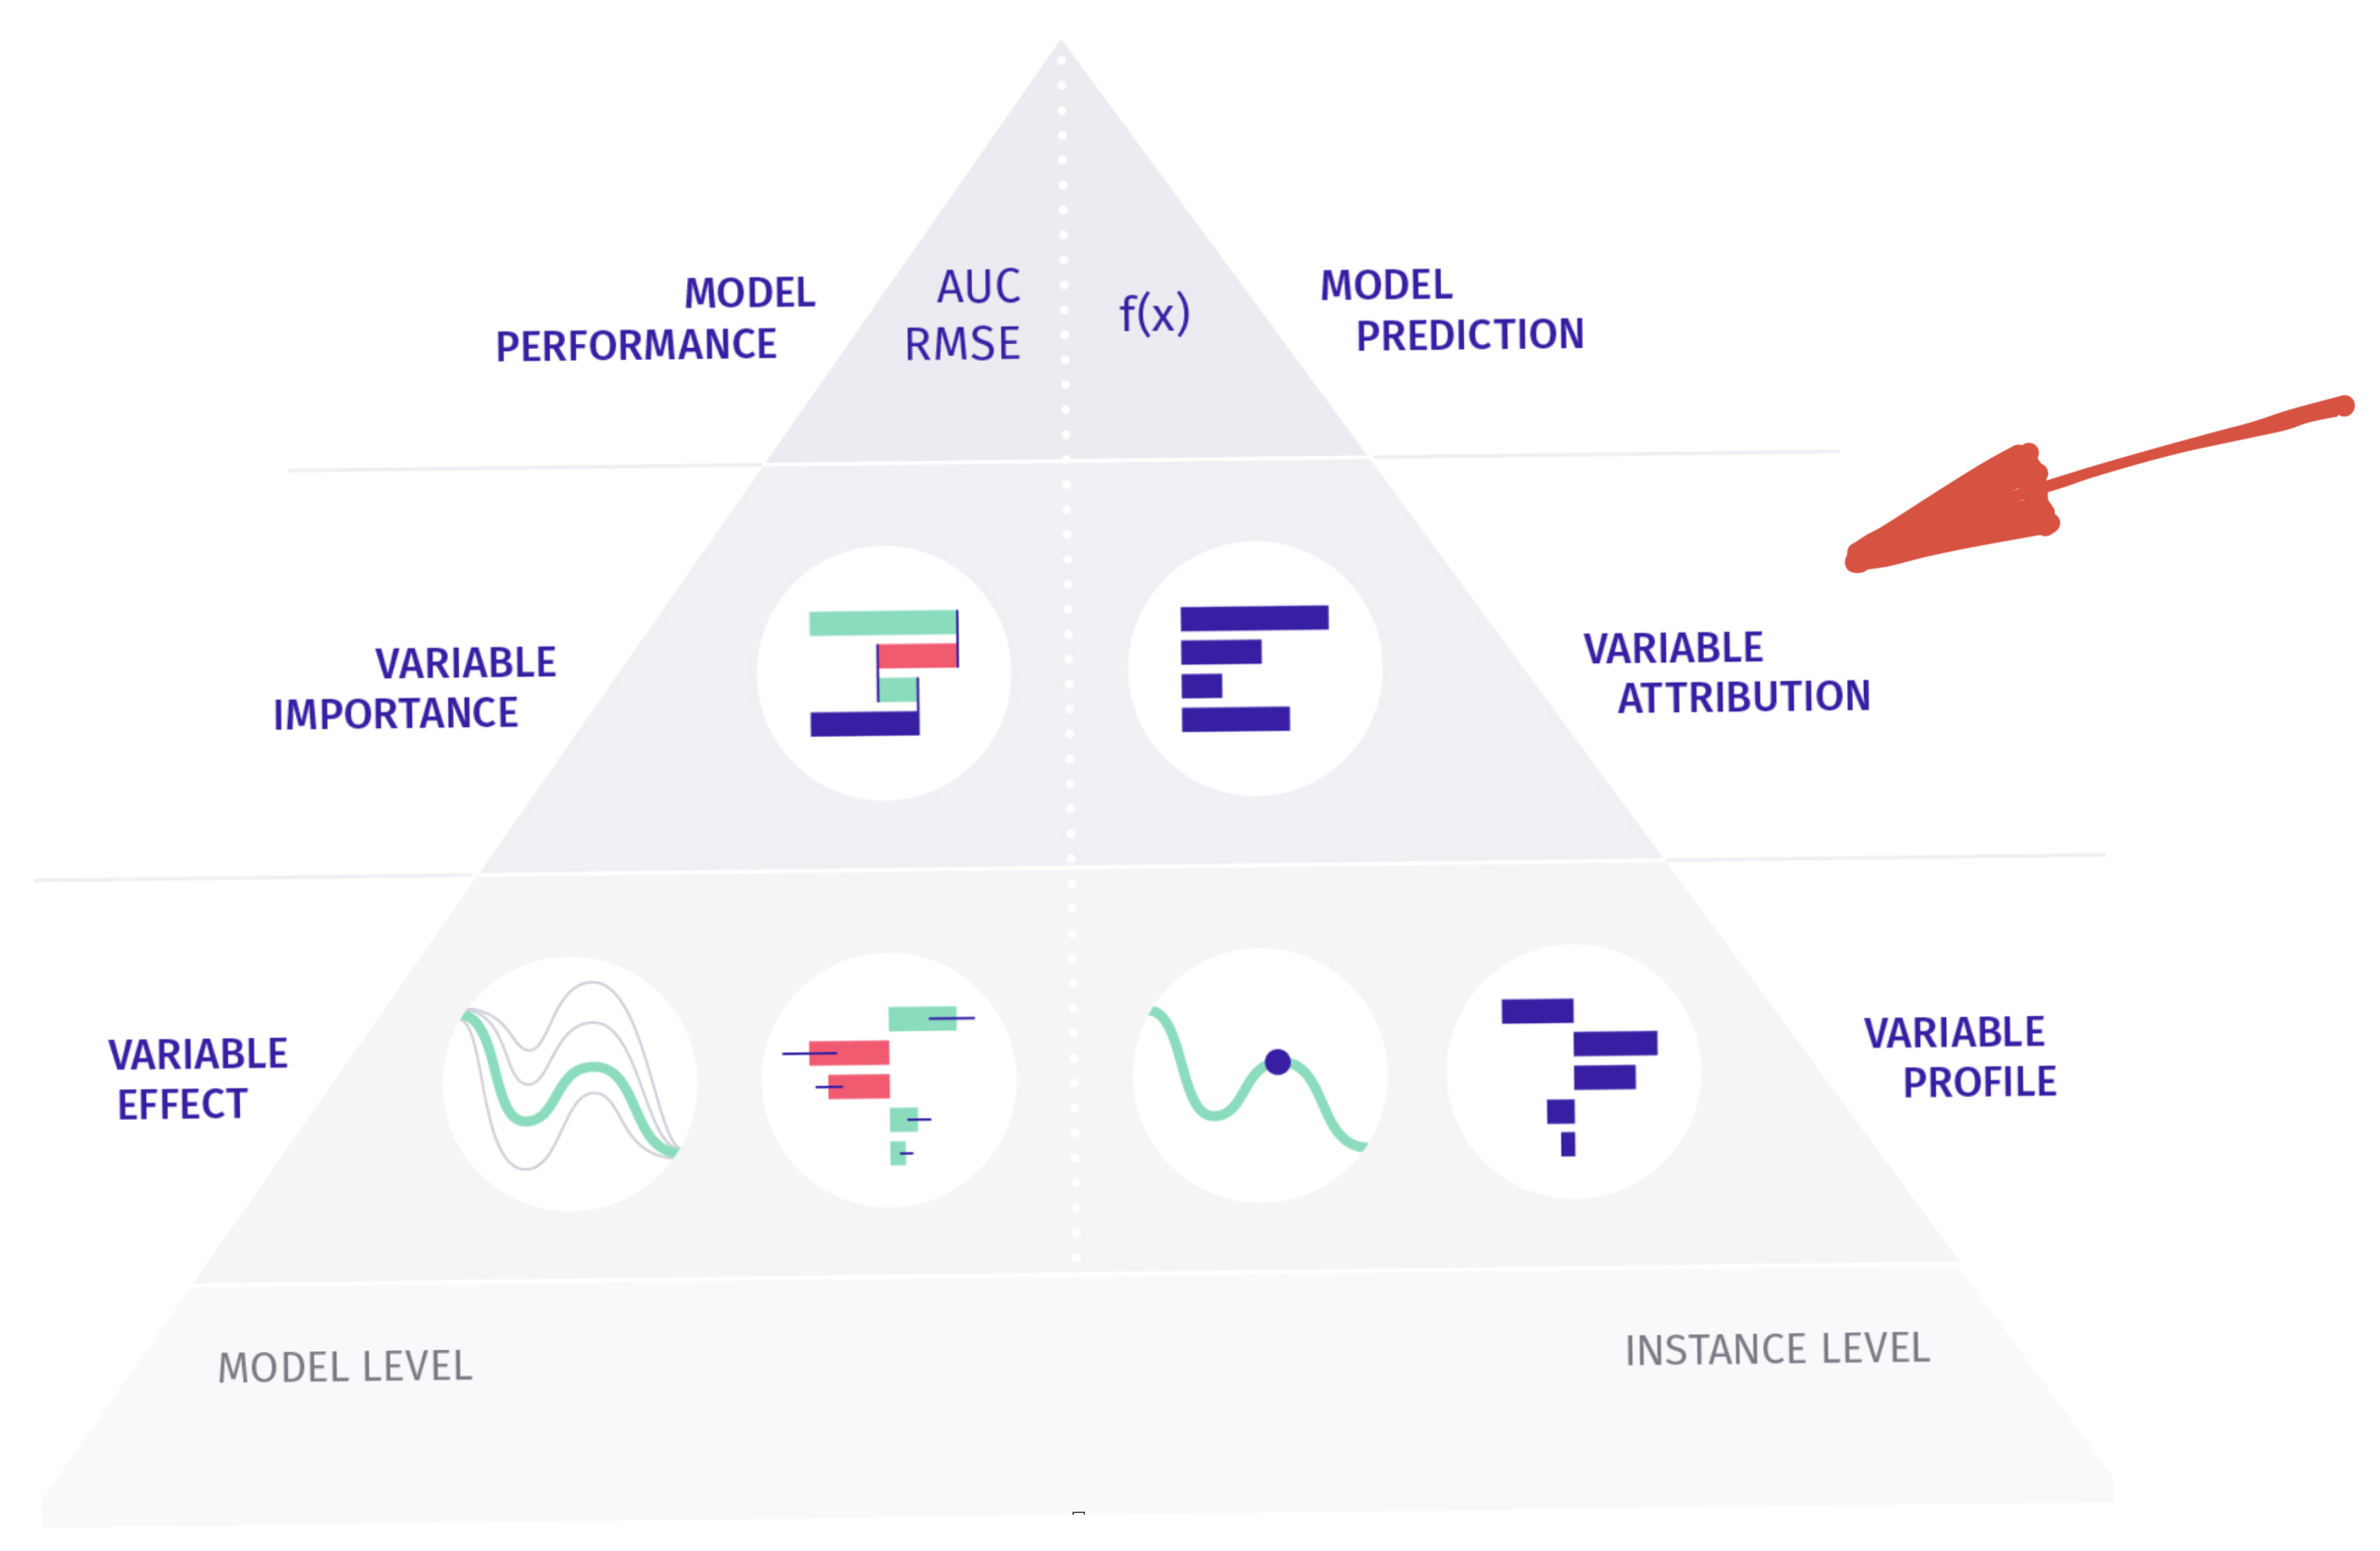 MODEL
PERFORMANCE
AUC
RMSE
f(x)
MODEL
PREDICTION
VARIABLE
IMPORTANCE
VARIABLE
ATTRIBUTION
VARIABLE
EFFECT
VARIABLE
PROFILE
MODEL LEVEL
INSTANCE LEVEL